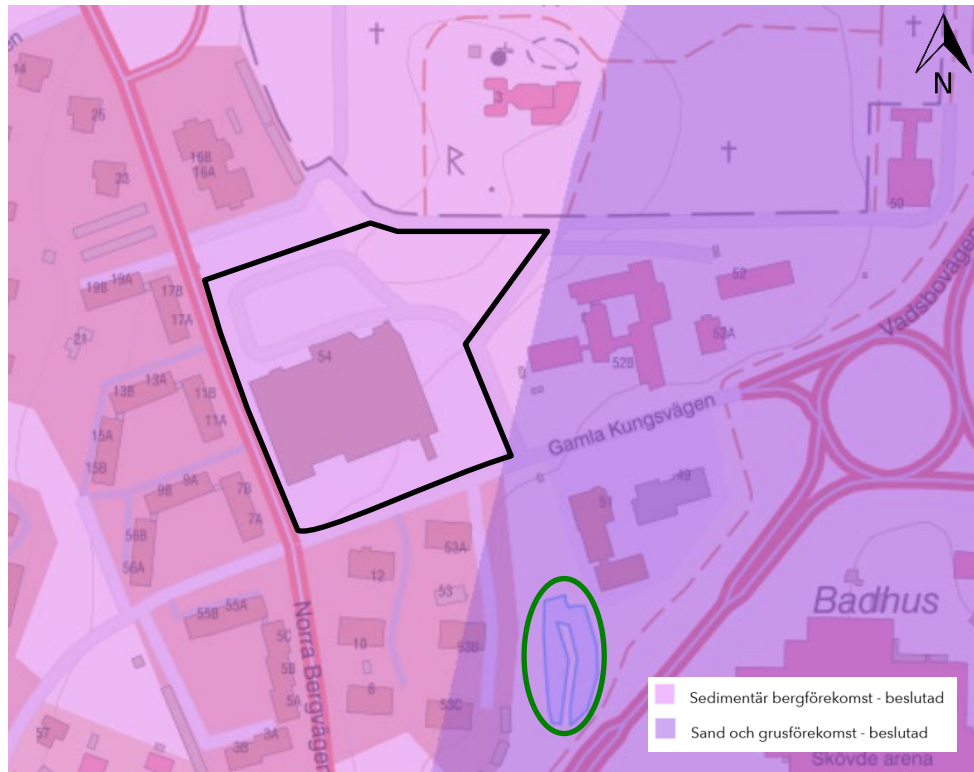 en
14
25
23
16B
16A
3
R
N
50
19B
19A
17B
17A
21
54
52
52A
52B
Vadsbovägen
13B
13A
11B
11A
15A
15B
Gamla Kungsvägen
9B
9A
7B
7A
49
51
56B
56A
53A
12
53
55B
55A
Norra Bergvägen
10
53B
5C
5B
5A
8
53C
57
3B
3A
Badhus
Sedimentär bergförekomst - beslutad
Sand och grusförekomst - beslutad
Skövde arena